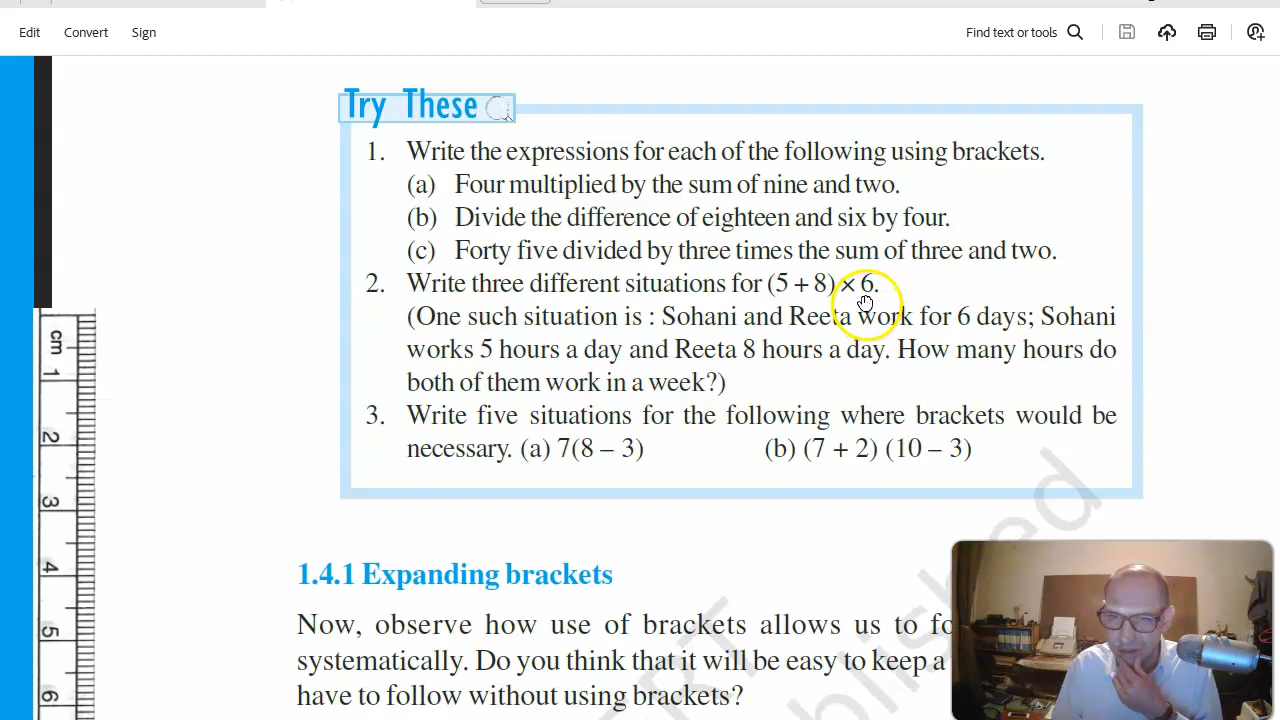 Edit Convert Sign Find text or tools
Try These
1. Write the expressions for each of the following using brackets.
(a) Four multiplied by the sum of nine and two.
(b) Divide the difference of eighteen and six by four.
(c) Forty five divided by three times the sum of three and two.
2. Write three different situations for (5 + 8) × 6.
(One such situation is : Sohani and Reeta work for 6 days; Sohani
works 5 hours a day and Reeta 8 hours a day. How many hours do
both of them work in a week?)
3. Write five situations for the following where brackets would be
necessary. (a) 7(8 – 3) (b) (7 + 2) (10 – 3)
1.4.1 Expanding brackets
Now, observe how use of brackets allows us to fo
systematically. Do you think that it will be easy to keep a
have to follow without using brackets?
cm
1
2
3
4
5
6
RT
blished